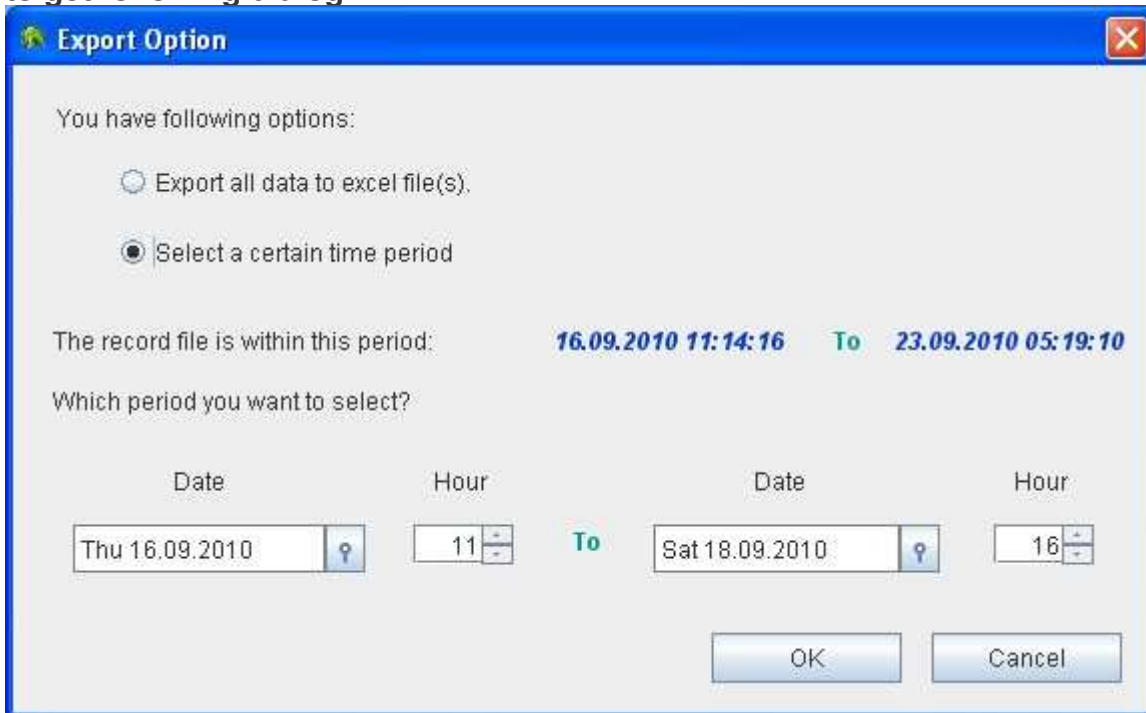 Export Option
You have following options:
Export all data to excel file(s).
Select a certain time period
The record file is within this period: 16.09.2010 11:14:16 To 23.09.2010 05:19:10
Which period you want to select?
Date Hour Date Hour
Thu 16.09.2010 11 To Sat 18.09.2010 16
OK Cancel